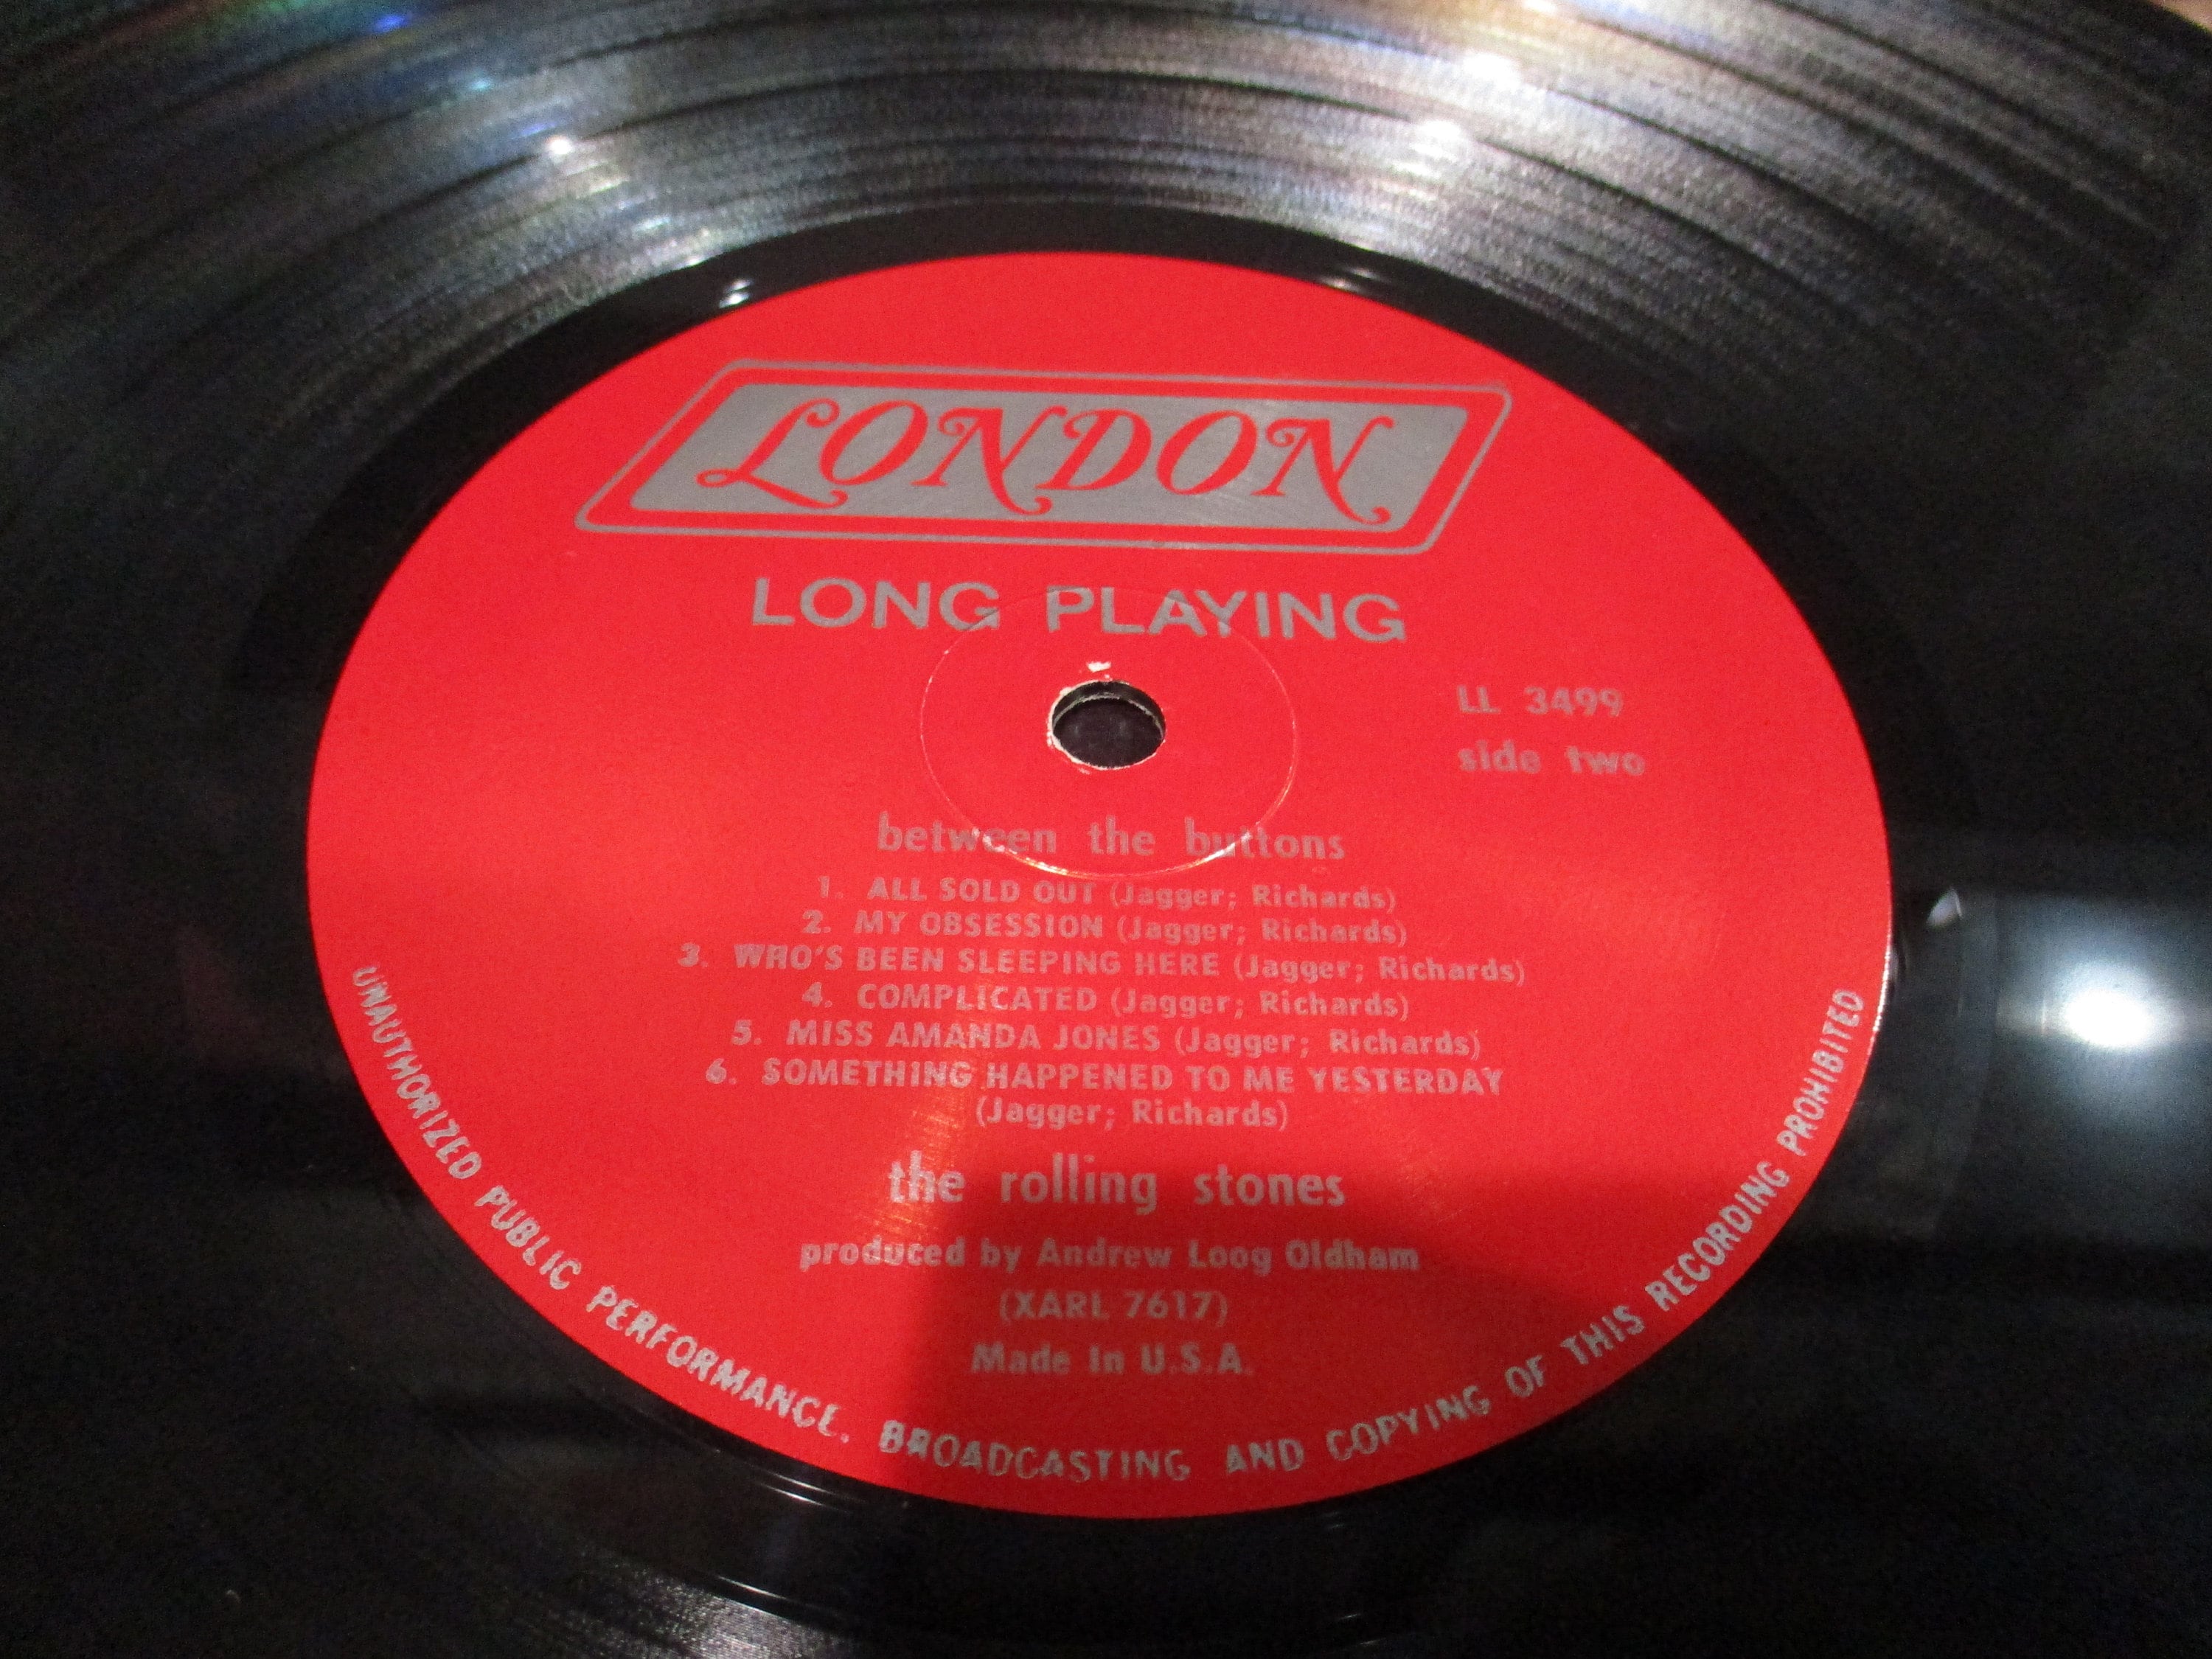 LONDON
LONG PLAYING
LL 3499
side two
between the buttons
1. ALL SOLD OUT (Jagger; Richards)
2. MY OBSESSION (Jagger; Richards)
3. WHO'S BEEN SLEEPING HERE (Jagger; Richards)
4. COMPLICATED (Jagger; Richards)
5. MISS AMANDA JONES (Jagger; Richards)
6. SOMETHING HAPPENED TO ME YESTERDAY
(Jagger; Richards)
the rolling stones
produced by Andrew Loog Oldham
(XARL 7617)
Made In U.S.A.
UNAUTHORIZED PUBLIC PERFORMANCE, BROADCASTING AND COPYING OF THIS RECORDING PROHIBITED